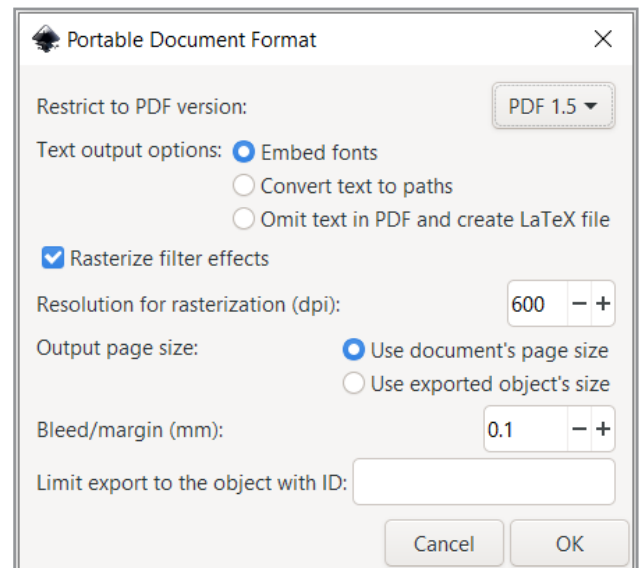 Portable Document Format
Restrict to PDF version: PDF 1.5
Text output options: Embed fonts
Convert text to paths
Omit text in PDF and create LaTeX file
Rasterize filter effects
Resolution for rasterization (dpi): 600
Output page size: Use document's page size
Use exported object's size
Bleed/margin (mm): 0.1
Limit export to the object with ID:
Cancel OK